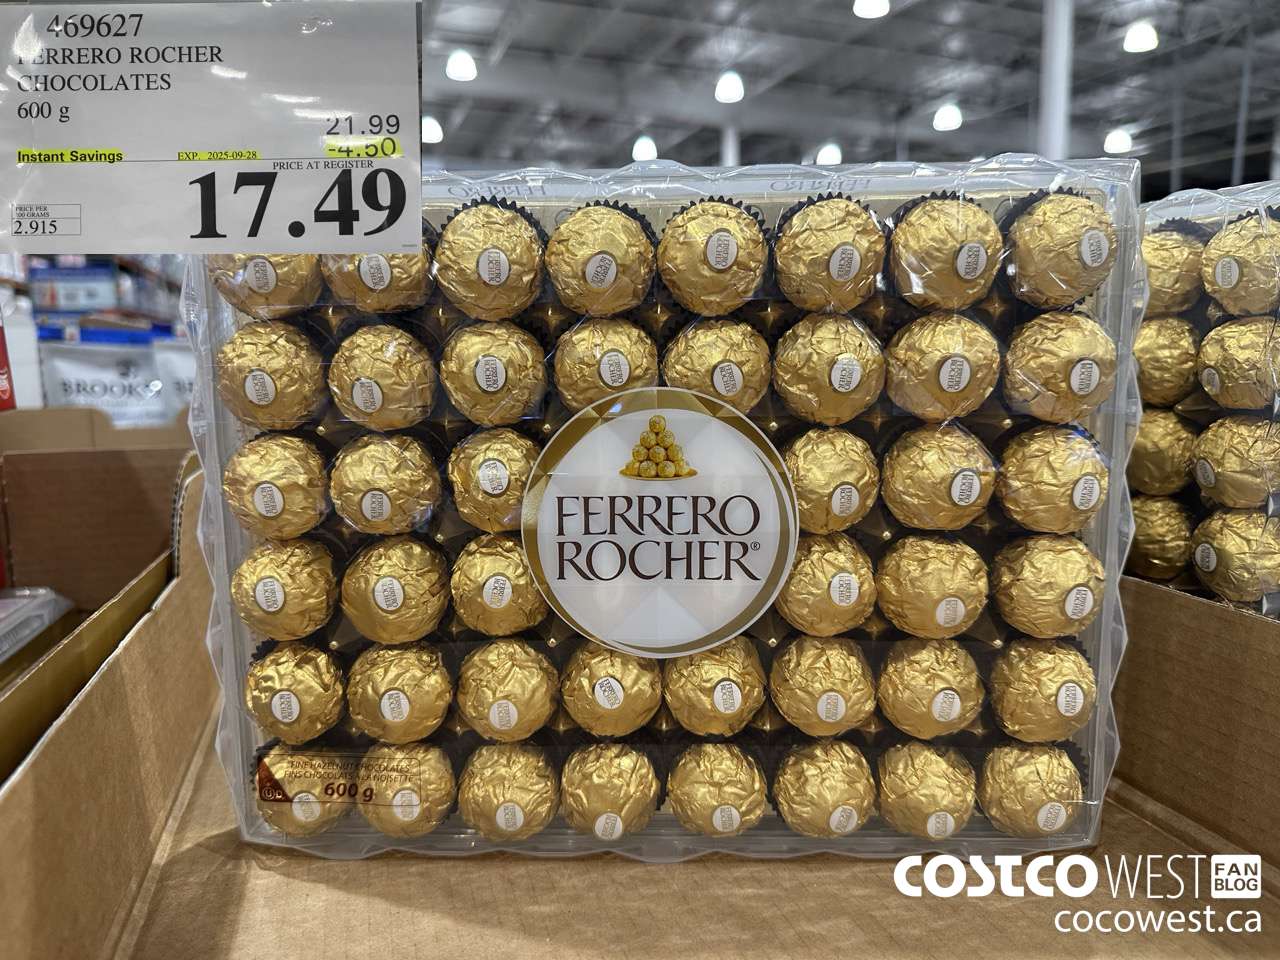 469627
FERRERO ROCHER
CHOCOLATES
600 g
21.99
Instant Savings EXP. 2025-09-28 -4.50
PRICE AT REGISTER
17.49
PRICE PER
100 GRAMS
2.915
FERRERO
ROCHER®
BROOKS
FINE HAZELNUT CHOCOLATES
FINS CHOCOLATS À LA NOISETTE
600 g
COSTCO WEST FAN BLOG
cocowest.ca